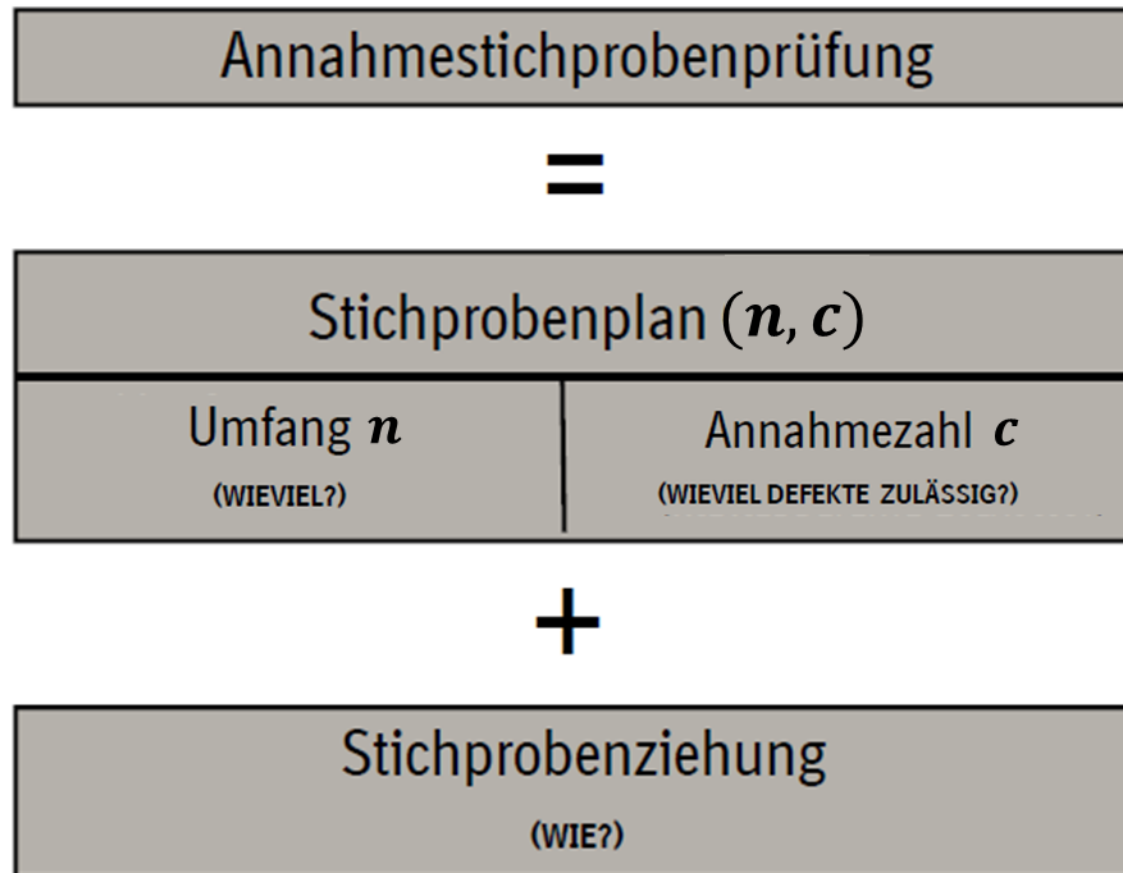 Annahmestichprobenprüfung
=
Stichprobenplan (n, c)
Umfang n
(WIEVIEL?)
Annahmezahl c
(WIEVIEL DEFEKTE ZULÄSSIG?)
+
Stichprobenziehung
(WIE?)